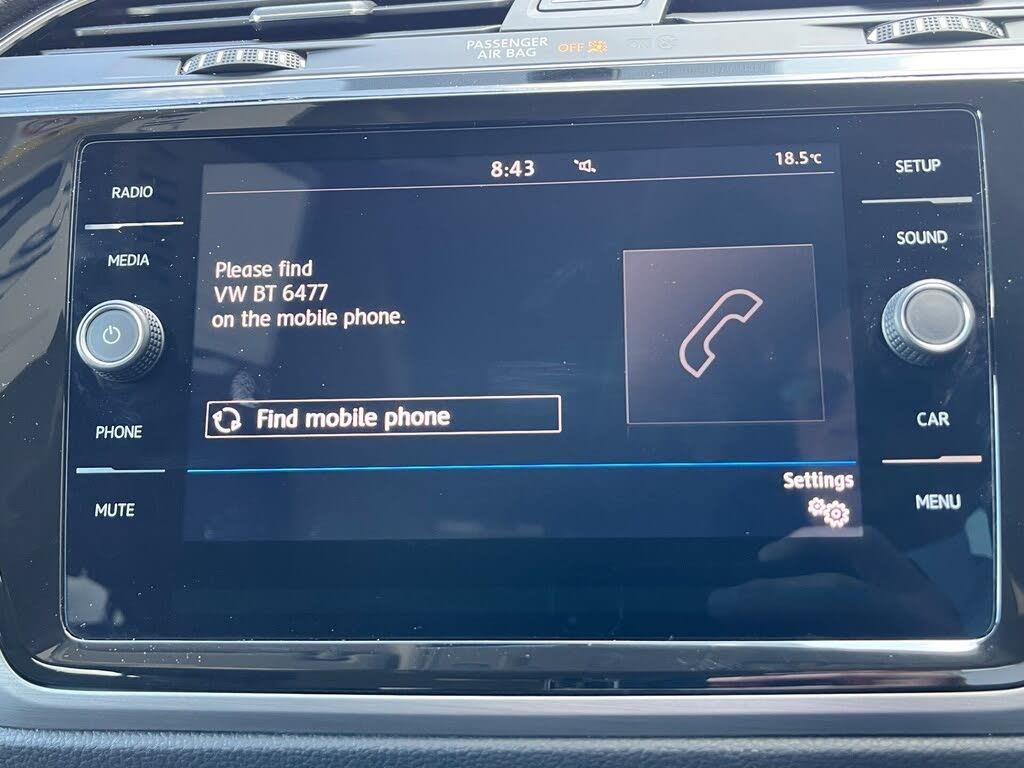 PASSENGER
AIR BAG
OFF
ON
RADIO
MEDIA
PHONE
MUTE
8:43
18.5°C
Please find
VW BT 6477
on the mobile phone.
Find mobile phone
Settings
SETUP
SOUND
CAR
MENU